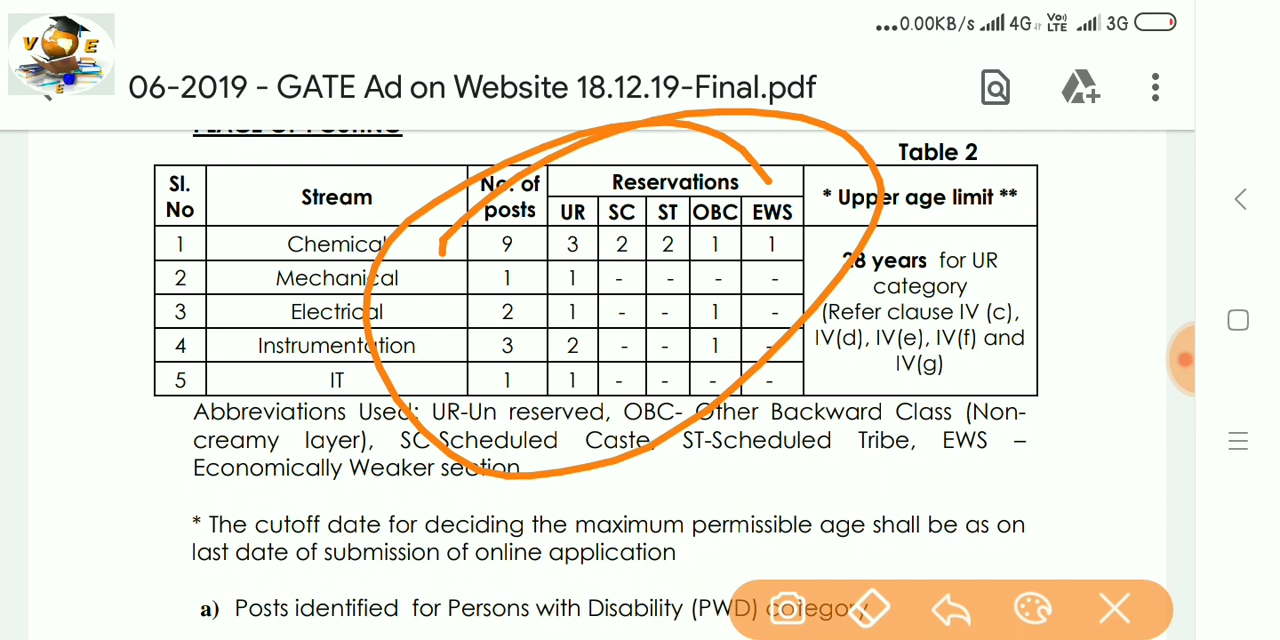 V E E
...0.00KB/s 4G Vo) LTE 3G
06-2019 - GATE Ad on Website 18.12.19-Final.pdf
PLACE OF POSTING
Table 2
Sl. No Stream No. of posts Reservations * Upper age limit **
UR SC ST OBC EWS
1 Chemical 9 3 2 2 1 1
2 Mechanical 1 1 - - - -
3 Electrical 2 1 - - 1 -
4 Instrumentation 3 2 - - 1 -
5 IT 1 1 - - - -
28 years for UR
category
(Refer clause IV (c),
IV(d), IV(e), IV(f) and
IV(g)
Abbreviations Used: UR-Un reserved, OBC- Other Backward Class (Non-
creamy layer), SC-Scheduled Caste, ST-Scheduled Tribe, EWS –
Economically Weaker section
* The cutoff date for deciding the maximum permissible age shall be as on
last date of submission of online application
a) Posts identified for Persons with Disability (PWD) category